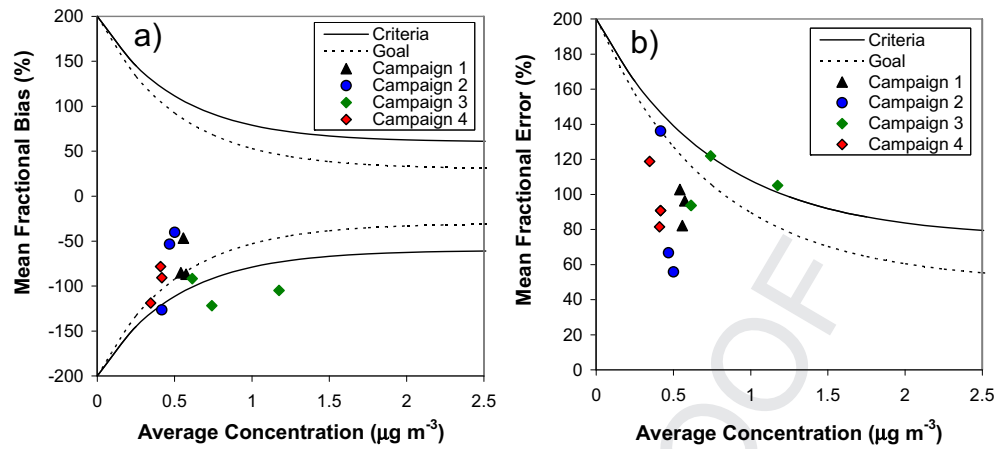 a)
Mean Fractional Bias (%)
200
150
100
50
0
-50
-100
-150
-200
0
0.5
1
1.5
2
2.5
Average Concentration (μg m-3)
Criteria
Goal
Campaign 1
Campaign 2
Campaign 3
Campaign 4
b)
Mean Fractional Error (%)
200
180
160
140
120
100
80
60
40
20
0
0
0.5
1
1.5
2
2.5
Average Concentration (μg m-3)
Criteria
Goal
Campaign 1
Campaign 2
Campaign 3
Campaign 4
OOF